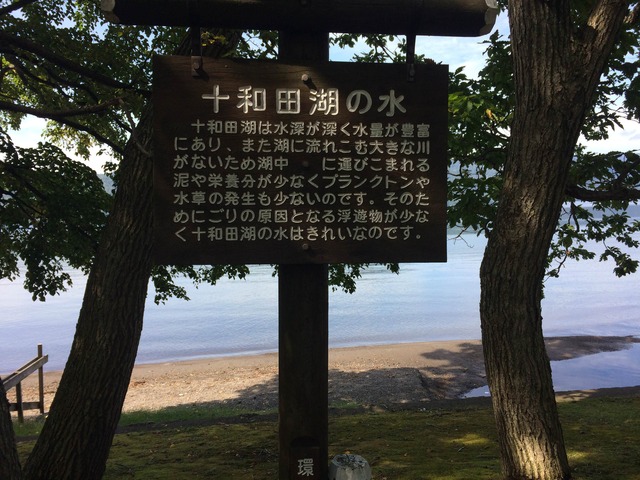 十和田湖の水
十和田湖は水深が深く水量が豊富
にあり、また湖に流れこむ大きな川
がないため湖中 に運びこまれる
泥や栄養分が少なくプランクトンや
水草の発生も少ないのです。そのた
めににごりの原因となる浮遊物が少な
く十和田湖の水はきれいなのです。
環